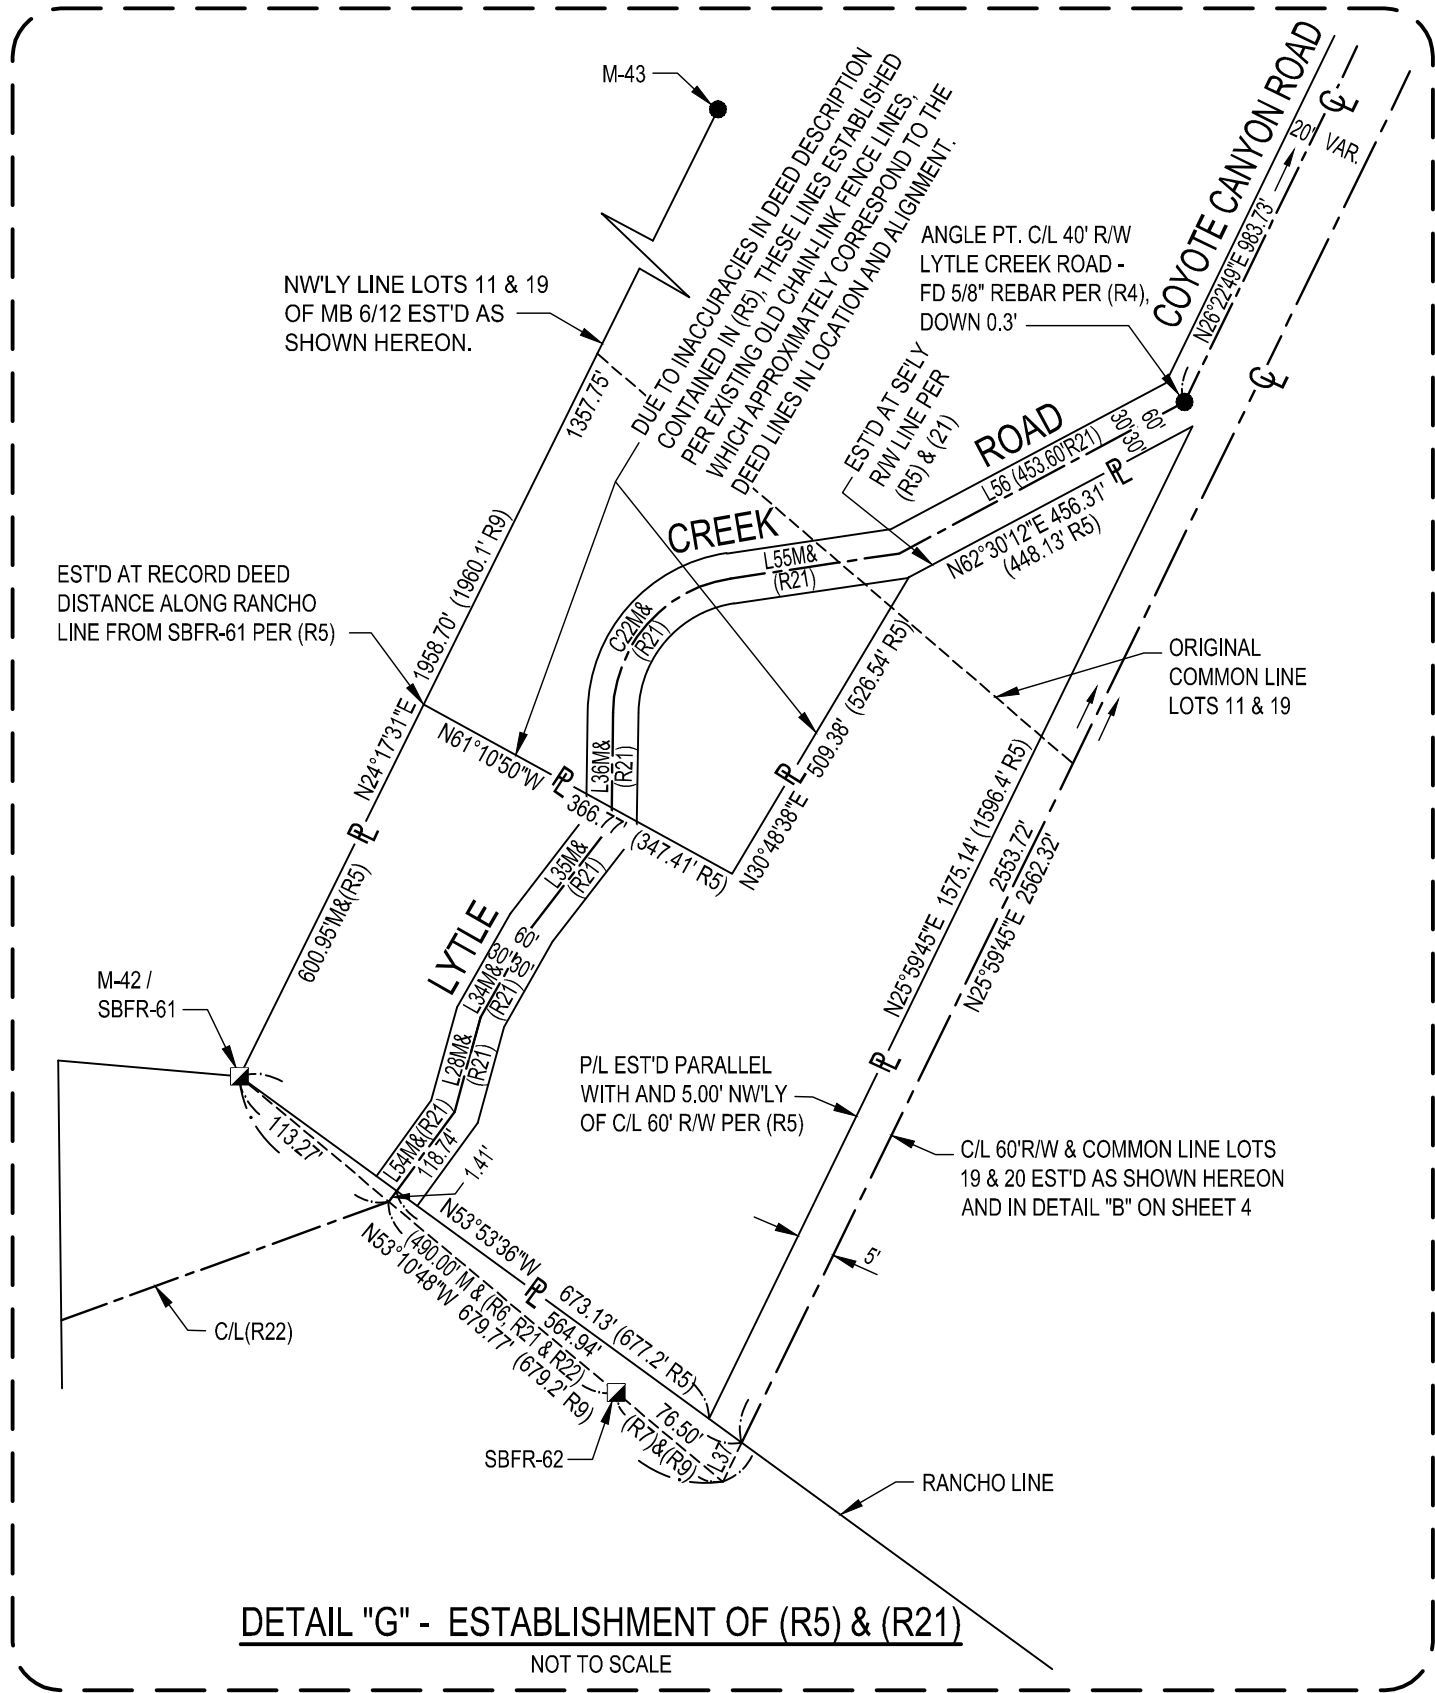 M-43
COYOTE CANYON ROAD
20' VAR.
N26°22'49"E 983.73'
DUE TO INACCURACIES IN DEED DESCRIPTION
CONTAINED IN (R5), THESE LINES ESTABLISHED
PER EXISTING OLD CHAIN-LINK FENCE LINES,
WHICH APPROXIMATELY CORRESPOND TO THE
DEED LINES IN LOCATION AND ALIGNMENT.
ANGLE PT. C/L 40' R/W
LYTLE CREEK ROAD -
FD 5/8" REBAR PER (R4),
DOWN 0.3'
NW'LY LINE LOTS 11 & 19
OF MB 6/12 EST'D AS
SHOWN HEREON.
1357.75'
EST'D AT SE'LY
R/W LINE PER
(R5) & (21)
ROAD
L56 (453.60'R21)
60'
30'30'
N62°30'12"E 456.31'
(448.13' R5)
CREEK
L55M&
(R21)
C22M&
(R21)
EST'D AT RECORD DEED
DISTANCE ALONG RANCHO
LINE FROM SBFR-61 PER (R5)
N24°17'31"E 1958.70' (1960.1' R9)
ORIGINAL
COMMON LINE
LOTS 11 & 19
N61°10'50"W 366.77' (347.41' R5)
L36M&
(R21)
N30°48'38"E 509.38' (526.54' R5)
L35M&
(R21)
600.95'M&(R5)
LYTLE
60'
30'30'
L34M&
(R21)
L28M&
(R21)
N25°59'45"E 1575.14' (1596.4' R5)
2553.72'
N25°59'45"E 2562.32'
M-42 /
SBFR-61
P/L EST'D PARALLEL
WITH AND 5.00' NW'LY
OF C/L 60' R/W PER (R5)
113.27'
L54M&(R21)
118.74'
1.41'
C/L 60'R/W & COMMON LINE LOTS
19 & 20 EST'D AS SHOWN HEREON
AND IN DETAIL "B" ON SHEET 4
5'
N53°53'36"W 673.13' (677.2' R5)
564.94'
(490.00' M & (R6, R21 & R22)
N53°10'48"W 679.77' (679.2' R9)
C/L(R22)
SBFR-62
76.50'
(R7)&(R9)
L37
RANCHO LINE
DETAIL "G" - ESTABLISHMENT OF (R5) & (R21)
NOT TO SCALE